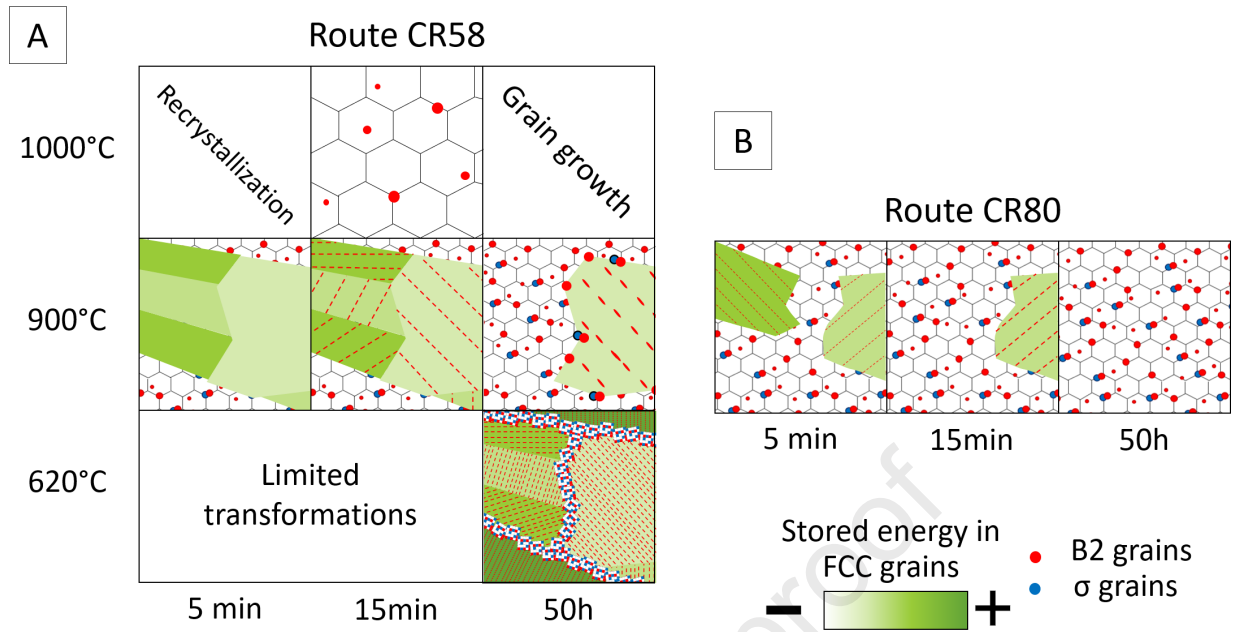 A
Route CR58
1000°C
Recrystallization
Grain growth
B
Route CR80
900°C
5 min
15min
50h
620°C
Limited
transformations
5 min
15min
50h
Stored energy in
FCC grains
− +
B2 grains
σ grains
proof